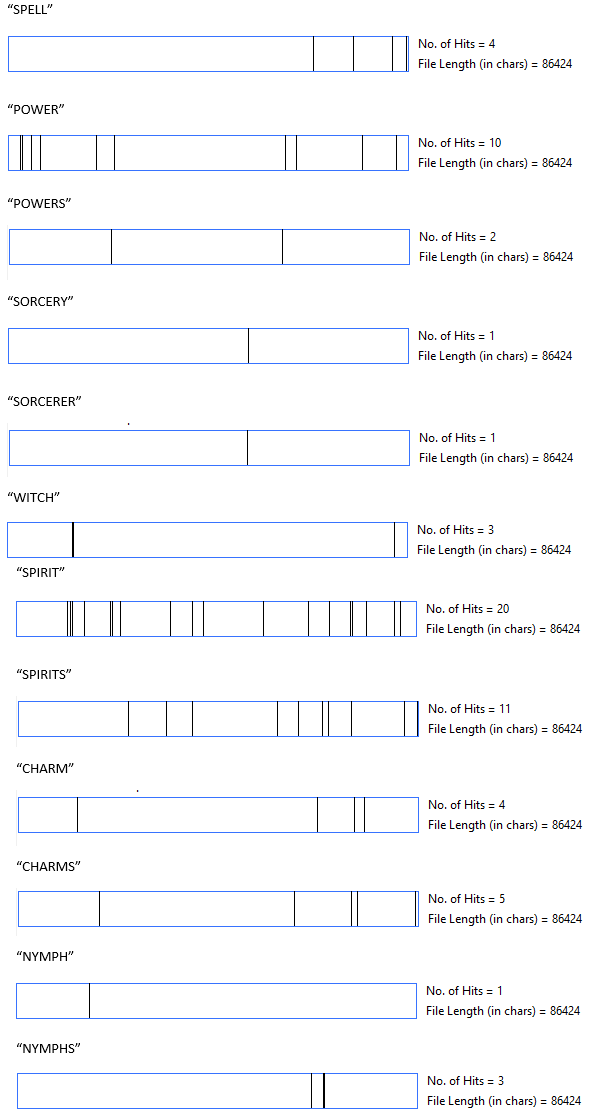 “SPELL”
No. of Hits = 4
File Length (in chars) = 86424
“POWER”
No. of Hits = 10
File Length (in chars) = 86424
“POWERS”
No. of Hits = 2
File Length (in chars) = 86424
“SORCERY”
No. of Hits = 1
File Length (in chars) = 86424
“SORCERER”
No. of Hits = 1
File Length (in chars) = 86424
“WITCH”
No. of Hits = 3
File Length (in chars) = 86424
“SPIRIT”
No. of Hits = 20
File Length (in chars) = 86424
“SPIRITS”
No. of Hits = 11
File Length (in chars) = 86424
“CHARM”
No. of Hits = 4
File Length (in chars) = 86424
“CHARMS”
No. of Hits = 5
File Length (in chars) = 86424
“NYMPH”
No. of Hits = 1
File Length (in chars) = 86424
“NYMPHS”
No. of Hits = 3
File Length (in chars) = 86424